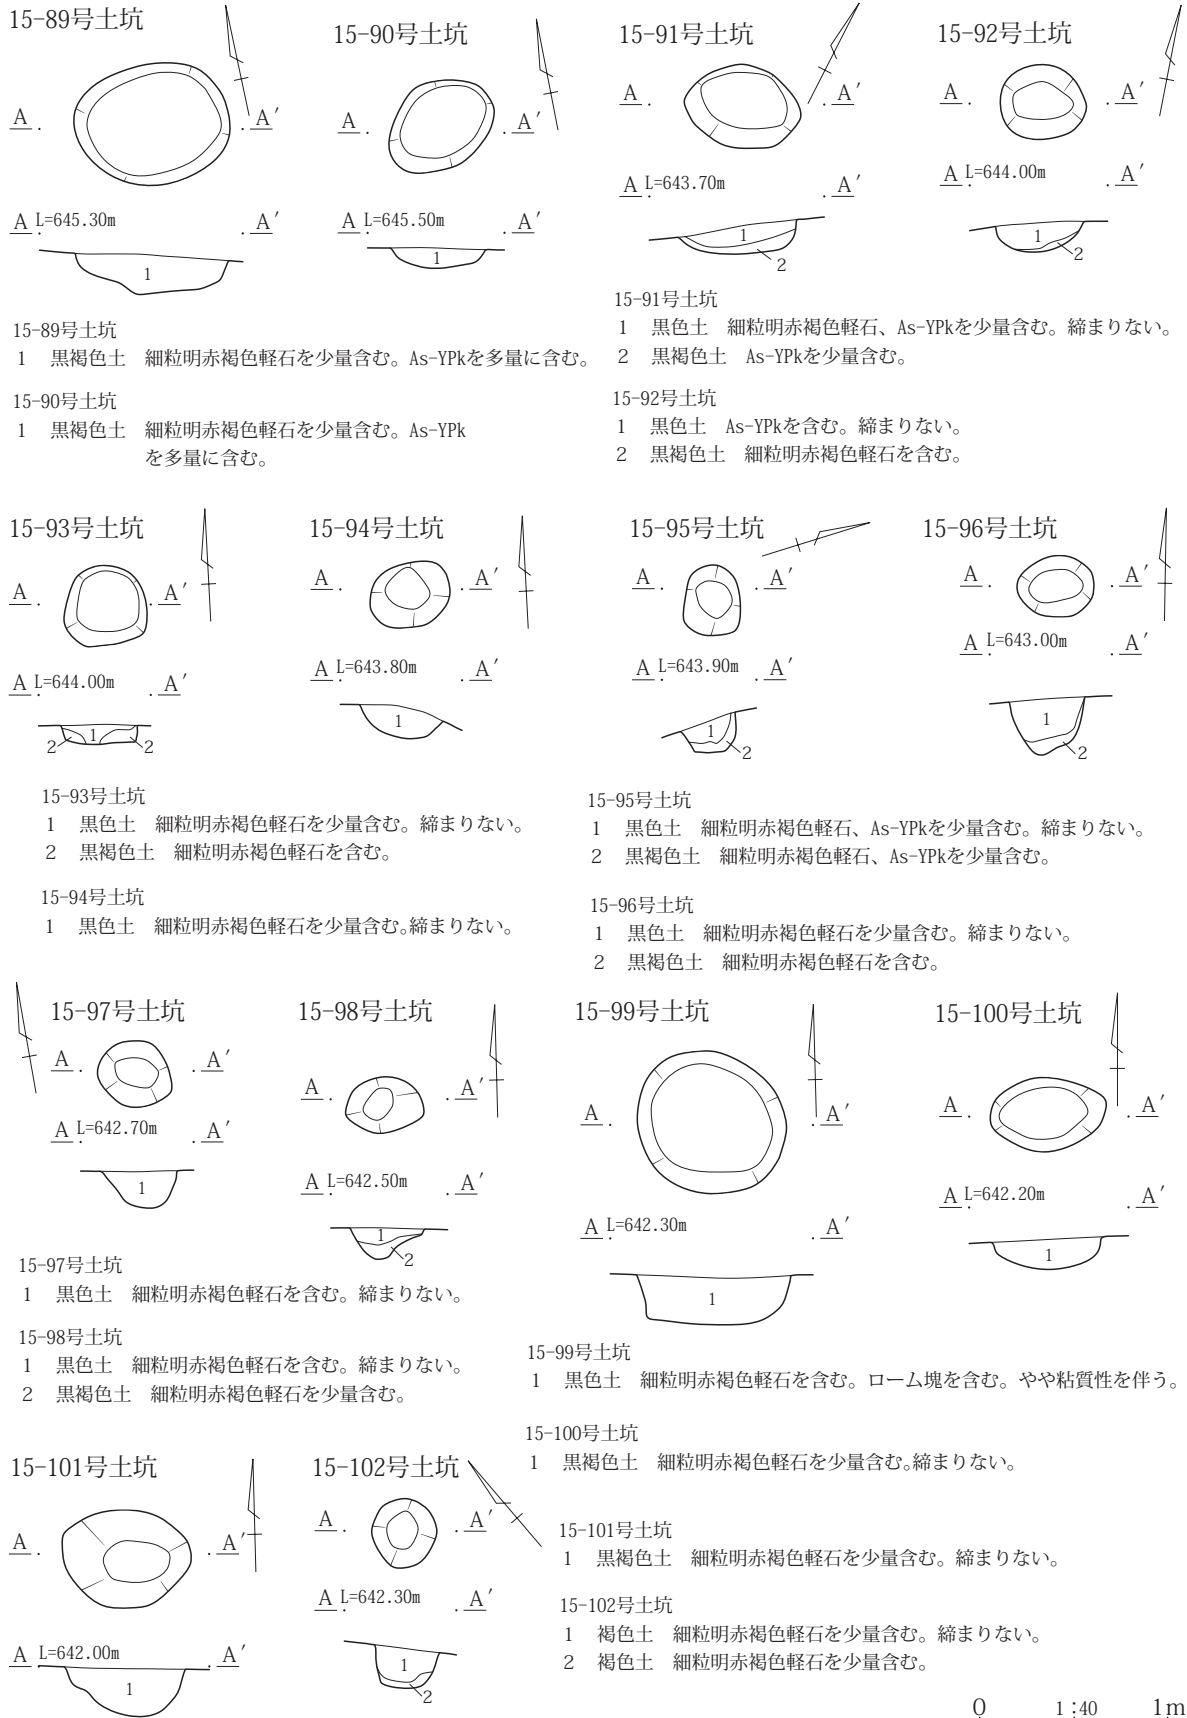 15-89号土坑
A . . A′
A L=645.30m . A′
1
15-90号土坑
A . . A′
A L=645.50m . A′
1
15-91号土坑
A . . A′
A L=643.70m . A′
1
2
15-92号土坑
A . . A′
A L=644.00m . A′
1
2
15-89号土坑
1 黒褐色土 細粒明赤褐色軽石を少量含む。As-YPkを多量に含む。
15-90号土坑
1 黒褐色土 細粒明赤褐色軽石を少量含む。As-YPk
を多量に含む。
15-91号土坑
1 黒色土 細粒明赤褐色軽石、As-YPkを少量含む。締まりない。
2 黒褐色土 As-YPkを少量含む。
15-92号土坑
1 黒色土 As-YPkを含む。締まりない。
2 黒褐色土 細粒明赤褐色軽石を含む。
15-93号土坑
A . . A′
A L=644.00m . A′
2 1 2
15-94号土坑
A . . A′
A L=643.80m . A′
1
15-95号土坑
A . . A′
A L=643.90m . A′
1
2
15-96号土坑
A . . A′
A L=643.00m . A′
1
2
15-93号土坑
1 黒色土 細粒明赤褐色軽石を少量含む。締まりない。
2 黒褐色土 細粒明赤褐色軽石を含む。
15-94号土坑
1 黒色土 細粒明赤褐色軽石を少量含む。締まりない。
15-95号土坑
1 黒色土 細粒明赤褐色軽石、As-YPkを少量含む。締まりない。
2 黒褐色土 細粒明赤褐色軽石、As-YPkを少量含む。
15-96号土坑
1 黒色土 細粒明赤褐色軽石を少量含む。締まりない。
2 黒褐色土 細粒明赤褐色軽石を含む。
15-97号土坑
A . . A′
A L=642.70m . A′
1
15-98号土坑
A . . A′
A L=642.50m . A′
1
2
15-99号土坑
A . . A′
A L=642.30m . A′
1
15-100号土坑
A . . A′
A L=642.20m . A′
1
15-97号土坑
1 黒色土 細粒明赤褐色軽石を含む。締まりない。
15-98号土坑
1 黒色土 細粒明赤褐色軽石を含む。締まりない。
2 黒褐色土 細粒明赤褐色軽石を少量含む。
15-99号土坑
1 黒色土 細粒明赤褐色軽石を含む。ローム塊を含む。やや粘質性を伴う。
15-100号土坑
1 黒褐色土 細粒明赤褐色軽石を少量含む。締まりない。
15-101号土坑
A . . A′
A L=642.00m . A′
1
15-102号土坑
A . . A′
A L=642.30m . A′
1
2
15-101号土坑
1 黒褐色土 細粒明赤褐色軽石を少量含む。締まりない。
15-102号土坑
1 褐色土 細粒明赤褐色軽石を少量含む。締まりない。
2 褐色土 細粒明赤褐色軽石を少量含む。
0 1:40 1m